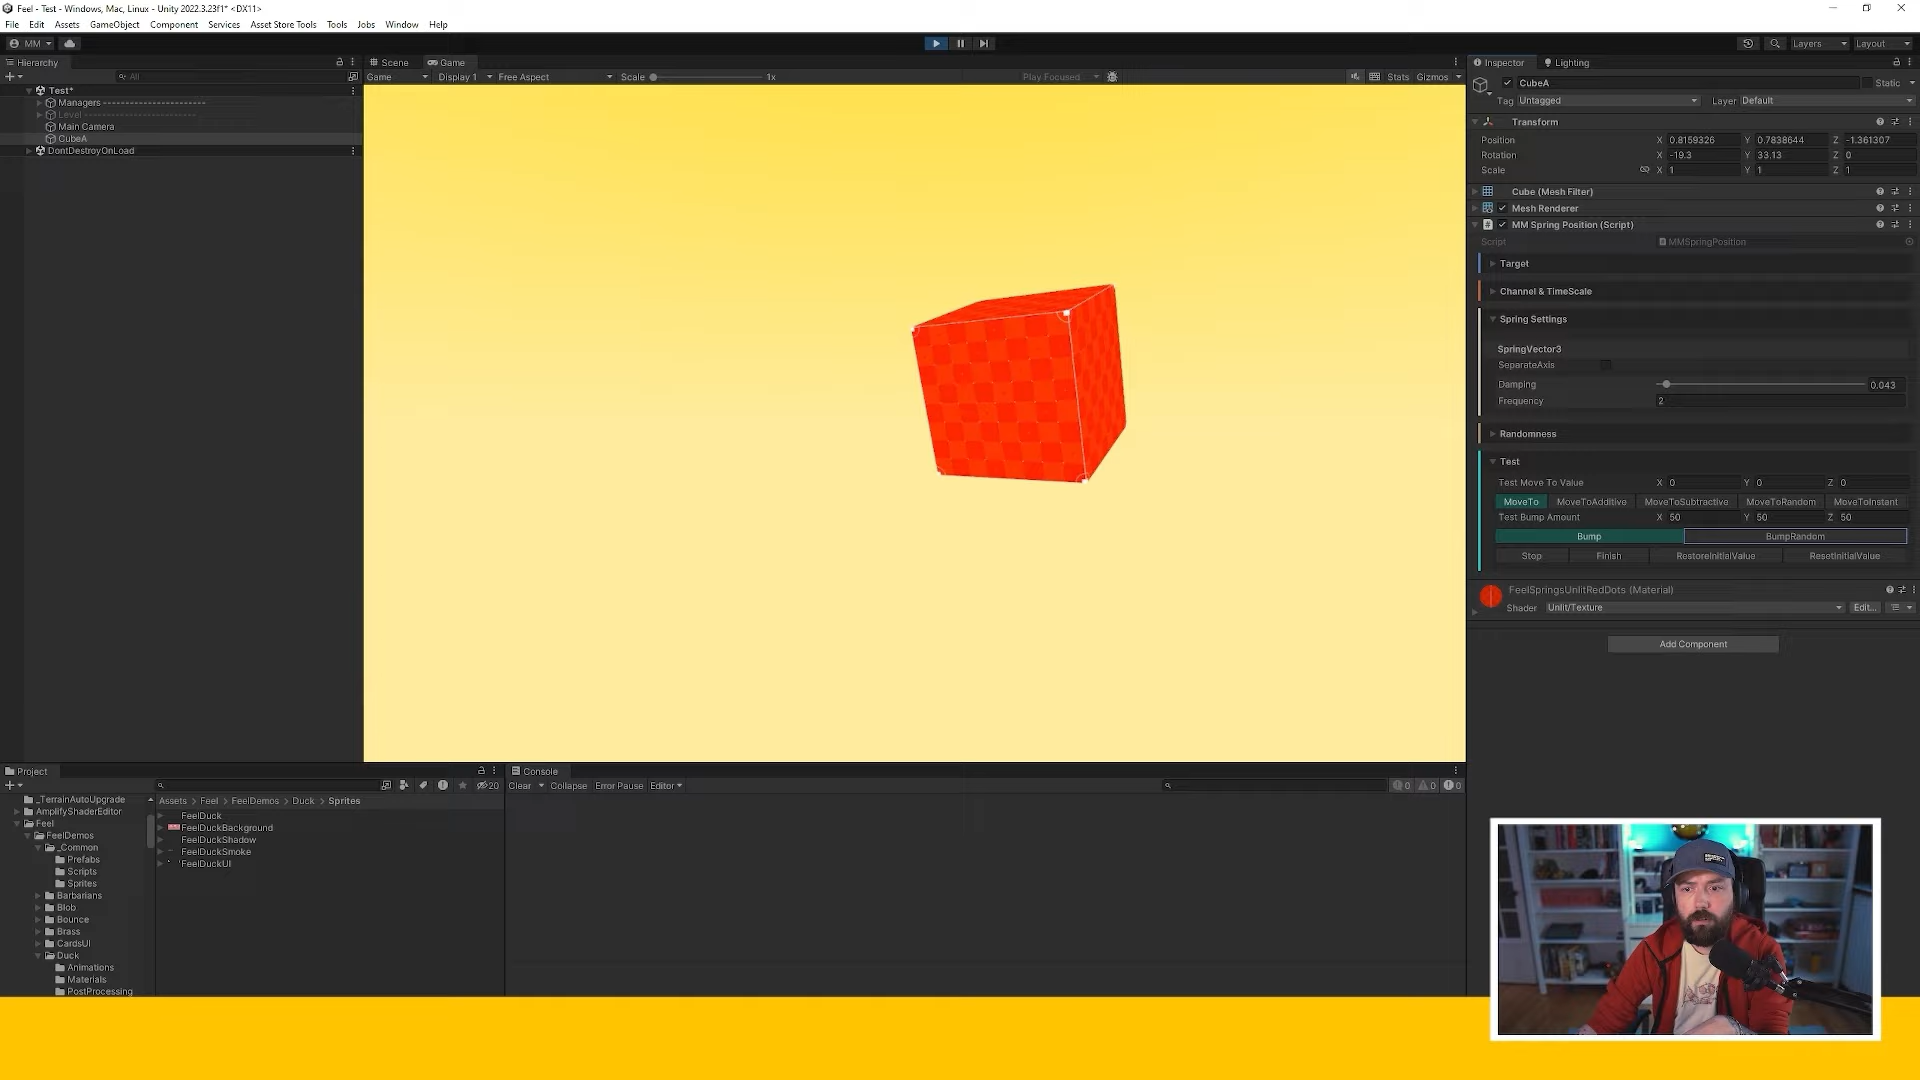 Feel - Test - Windows, Mac, Linux - Unity 2022.3.23f1* <DX11>
File Edit Assets GameObject Component Services Asset Store Tools Tools Jobs Window Help
MM Layers Layout
Hierarchy
All
Test*
Managers ------------------------
Level --------------------------
Main Camera
CubeA
DontDestroyOnLoad
Scene Game
Game Display 1 Free Aspect Scale 1x Play Focused Stats Gizmos
Inspector Lighting
CubeA Static
Tag Untagged Layer Default
Transform
Position X 0.8159326 Y 0.7838644 Z -1.361307
Rotation X -19.3 Y 33.13 Z 0
Scale X 1 Y 1 Z 1
Cube (Mesh Filter)
Mesh Renderer
MM Spring Position (Script)
Script MMSpringPosition
Target
Channel & TimeScale
Spring Settings
SpringVector3
SeparateAxis
Damping 0.043
Frequency 2
Randomness
Test
Test Move To Value X 0 Y 0 Z 0
MoveTo MoveToAdditive MoveToSubtractive MoveToRandom MoveToInstant
Test Bump Amount X 50 Y 50 Z 50
Bump BumpRandom
Stop Finish RestoreInitialValue ResetInitialValue
FeelSpringsUnlitRedDots (Material)
Shader Unlit/Texture Edit...
Add Component
Project
20
_TerrainAutoUpgrade
AmplifyShaderEditor
Feel
FeelDemos
_Common
Prefabs
Scripts
Sprites
Barbarians
Blob
Bounce
Brass
CardsUI
Duck
Animations
Materials
PostProcessing
Assets > Feel > FeelDemos > Duck > Sprites
FeelDuck
FeelDuckBackground
FeelDuckShadow
FeelDuckSmoke
FeelDuckUI
Console
Clear Collapse Error Pause Editor 0 0 0